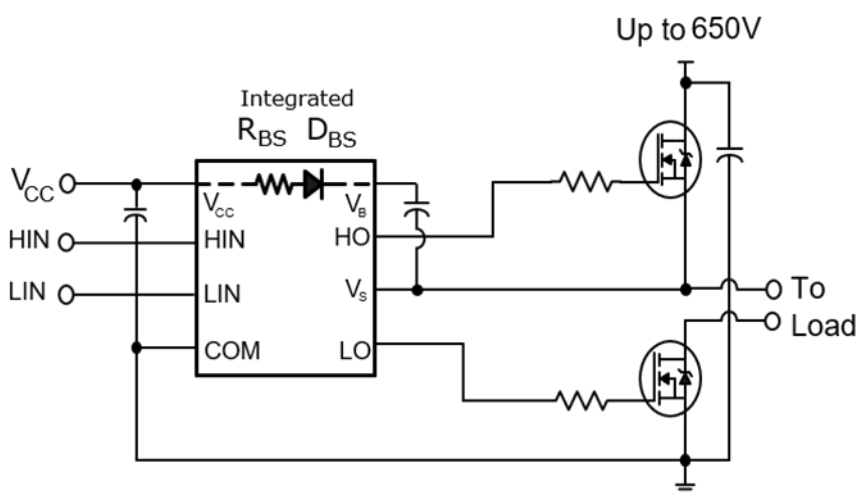 Up to 650V
Integrated
RBS DBS
VCC
VCC
VB
HIN
HIN
HO
LIN
LIN
VS
To
Load
COM
LO